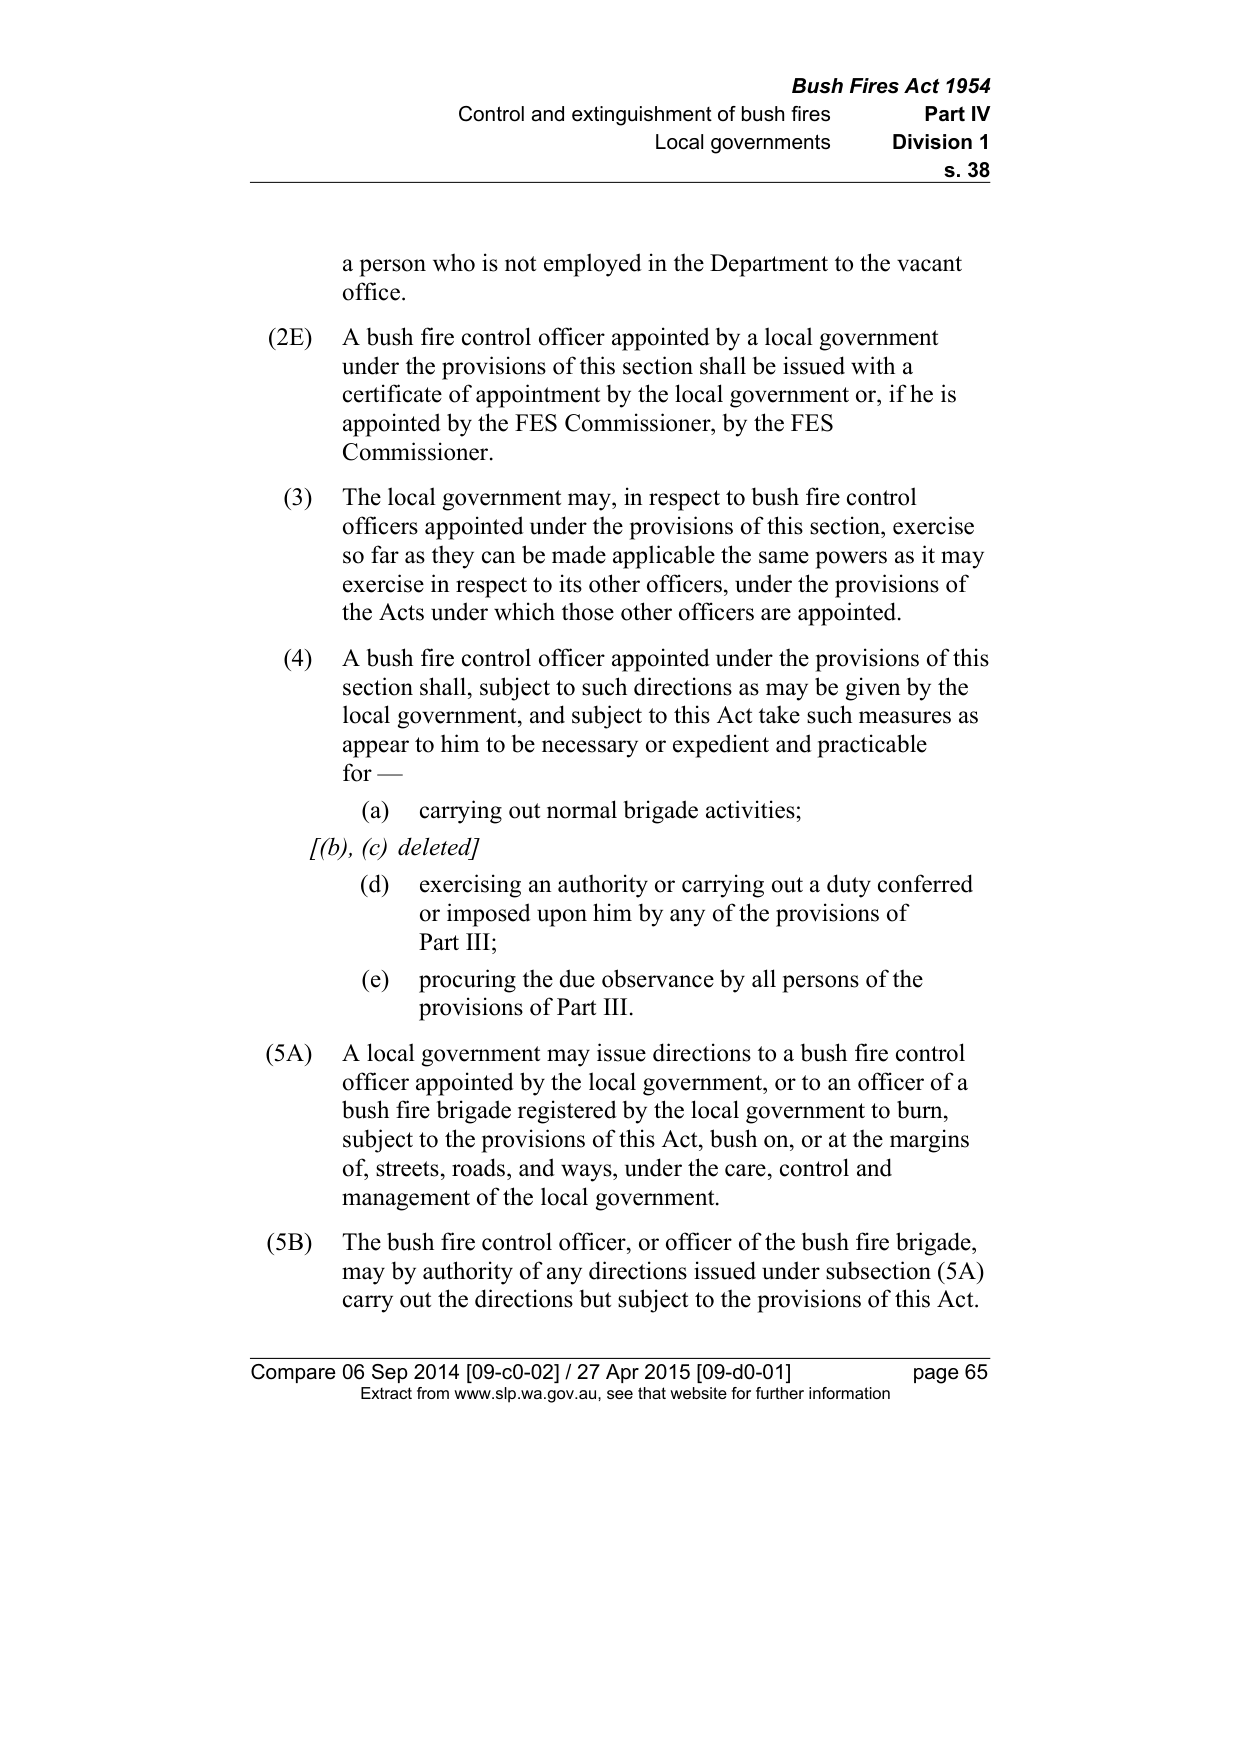 Bush Fires Act 1954
Control and extinguishment of bush fires Part IV
Local governments Division 1
s. 38
a person who is not employed in the Department to the vacant
office.
(2E) A bush fire control officer appointed by a local government
under the provisions of this section shall be issued with a
certificate of appointment by the local government or, if he is
appointed by the FES Commissioner, by the FES
Commissioner.
(3) The local government may, in respect to bush fire control
officers appointed under the provisions of this section, exercise
so far as they can be made applicable the same powers as it may
exercise in respect to its other officers, under the provisions of
the Acts under which those other officers are appointed.
(4) A bush fire control officer appointed under the provisions of this
section shall, subject to such directions as may be given by the
local government, and subject to this Act take such measures as
appear to him to be necessary or expedient and practicable
for —
(a) carrying out normal brigade activities;
[(b), (c) deleted]
(d) exercising an authority or carrying out a duty conferred
or imposed upon him by any of the provisions of
Part III;
(e) procuring the due observance by all persons of the
provisions of Part III.
(5A) A local government may issue directions to a bush fire control
officer appointed by the local government, or to an officer of a
bush fire brigade registered by the local government to burn,
subject to the provisions of this Act, bush on, or at the margins
of, streets, roads, and ways, under the care, control and
management of the local government.
(5B) The bush fire control officer, or officer of the bush fire brigade,
may by authority of any directions issued under subsection (5A)
carry out the directions but subject to the provisions of this Act.
Compare 06 Sep 2014 [09-c0-02] / 27 Apr 2015 [09-d0-01] page 65
Extract from www.slp.wa.gov.au, see that website for further information